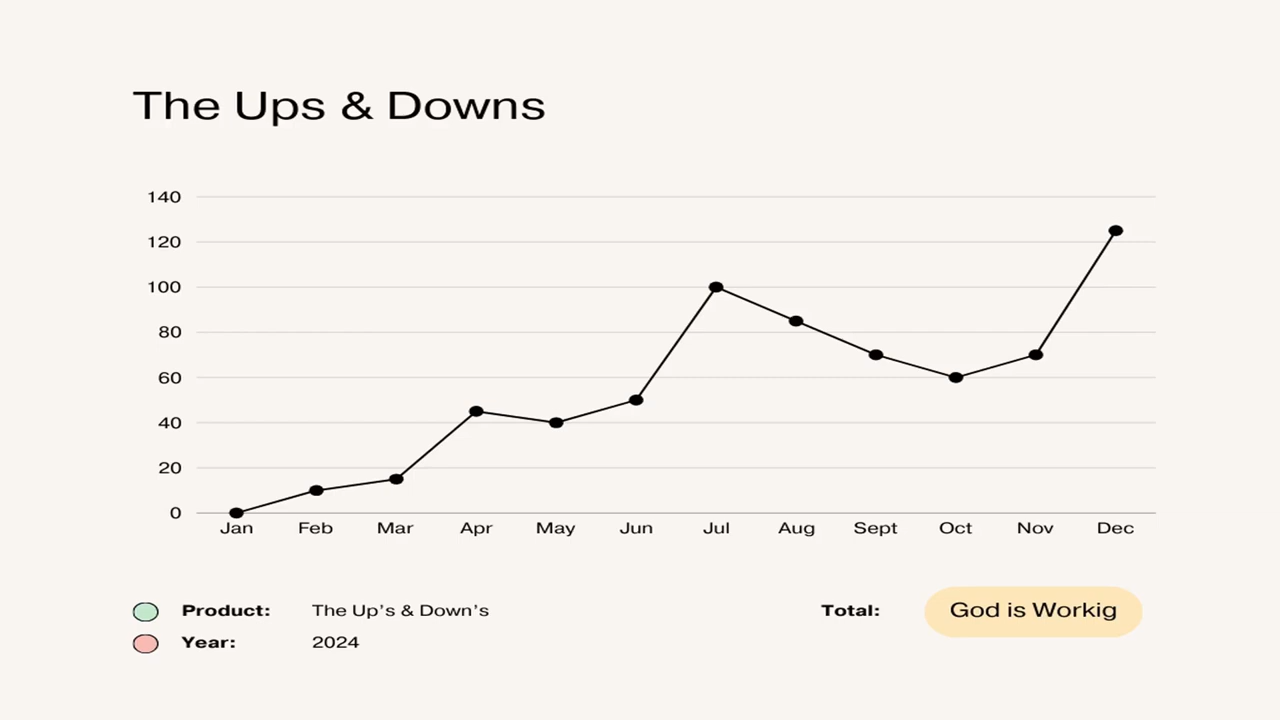 The Ups & Downs
140
120
100
80
60
40
20
0
Jan Feb Mar Apr May Jun Jul Aug Sept Oct Nov Dec
Product: The Up’s & Down’s
Year: 2024
Total: God is Workig